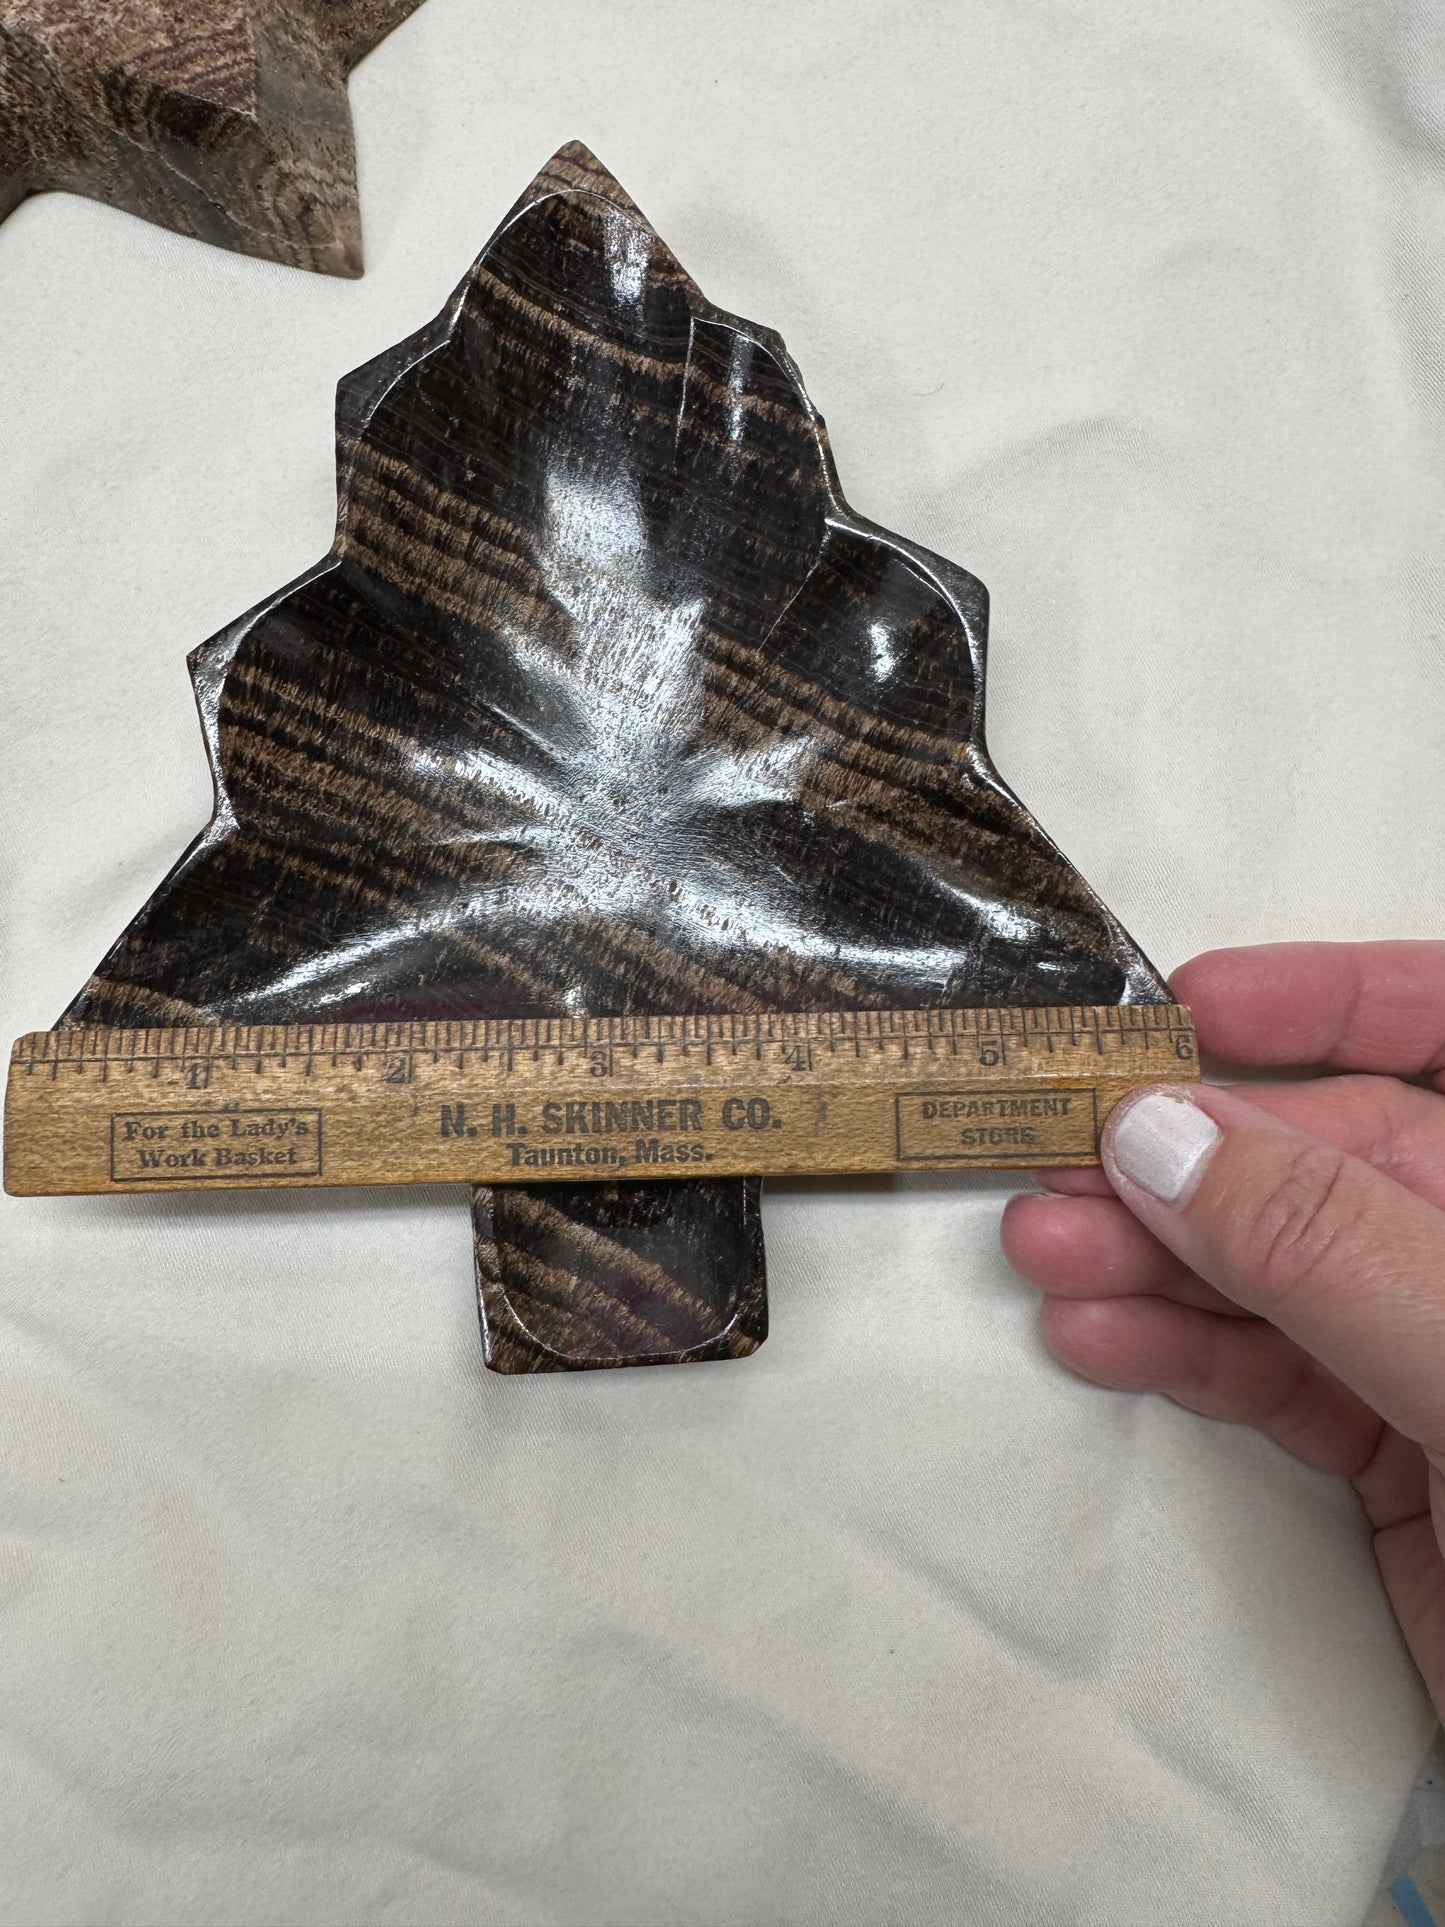 1 2 3 4 5 6
For the Lady's
Work Basket
N. H. SKINNER CO.
Taunton, Mass.
DEPARTMENT
STORE